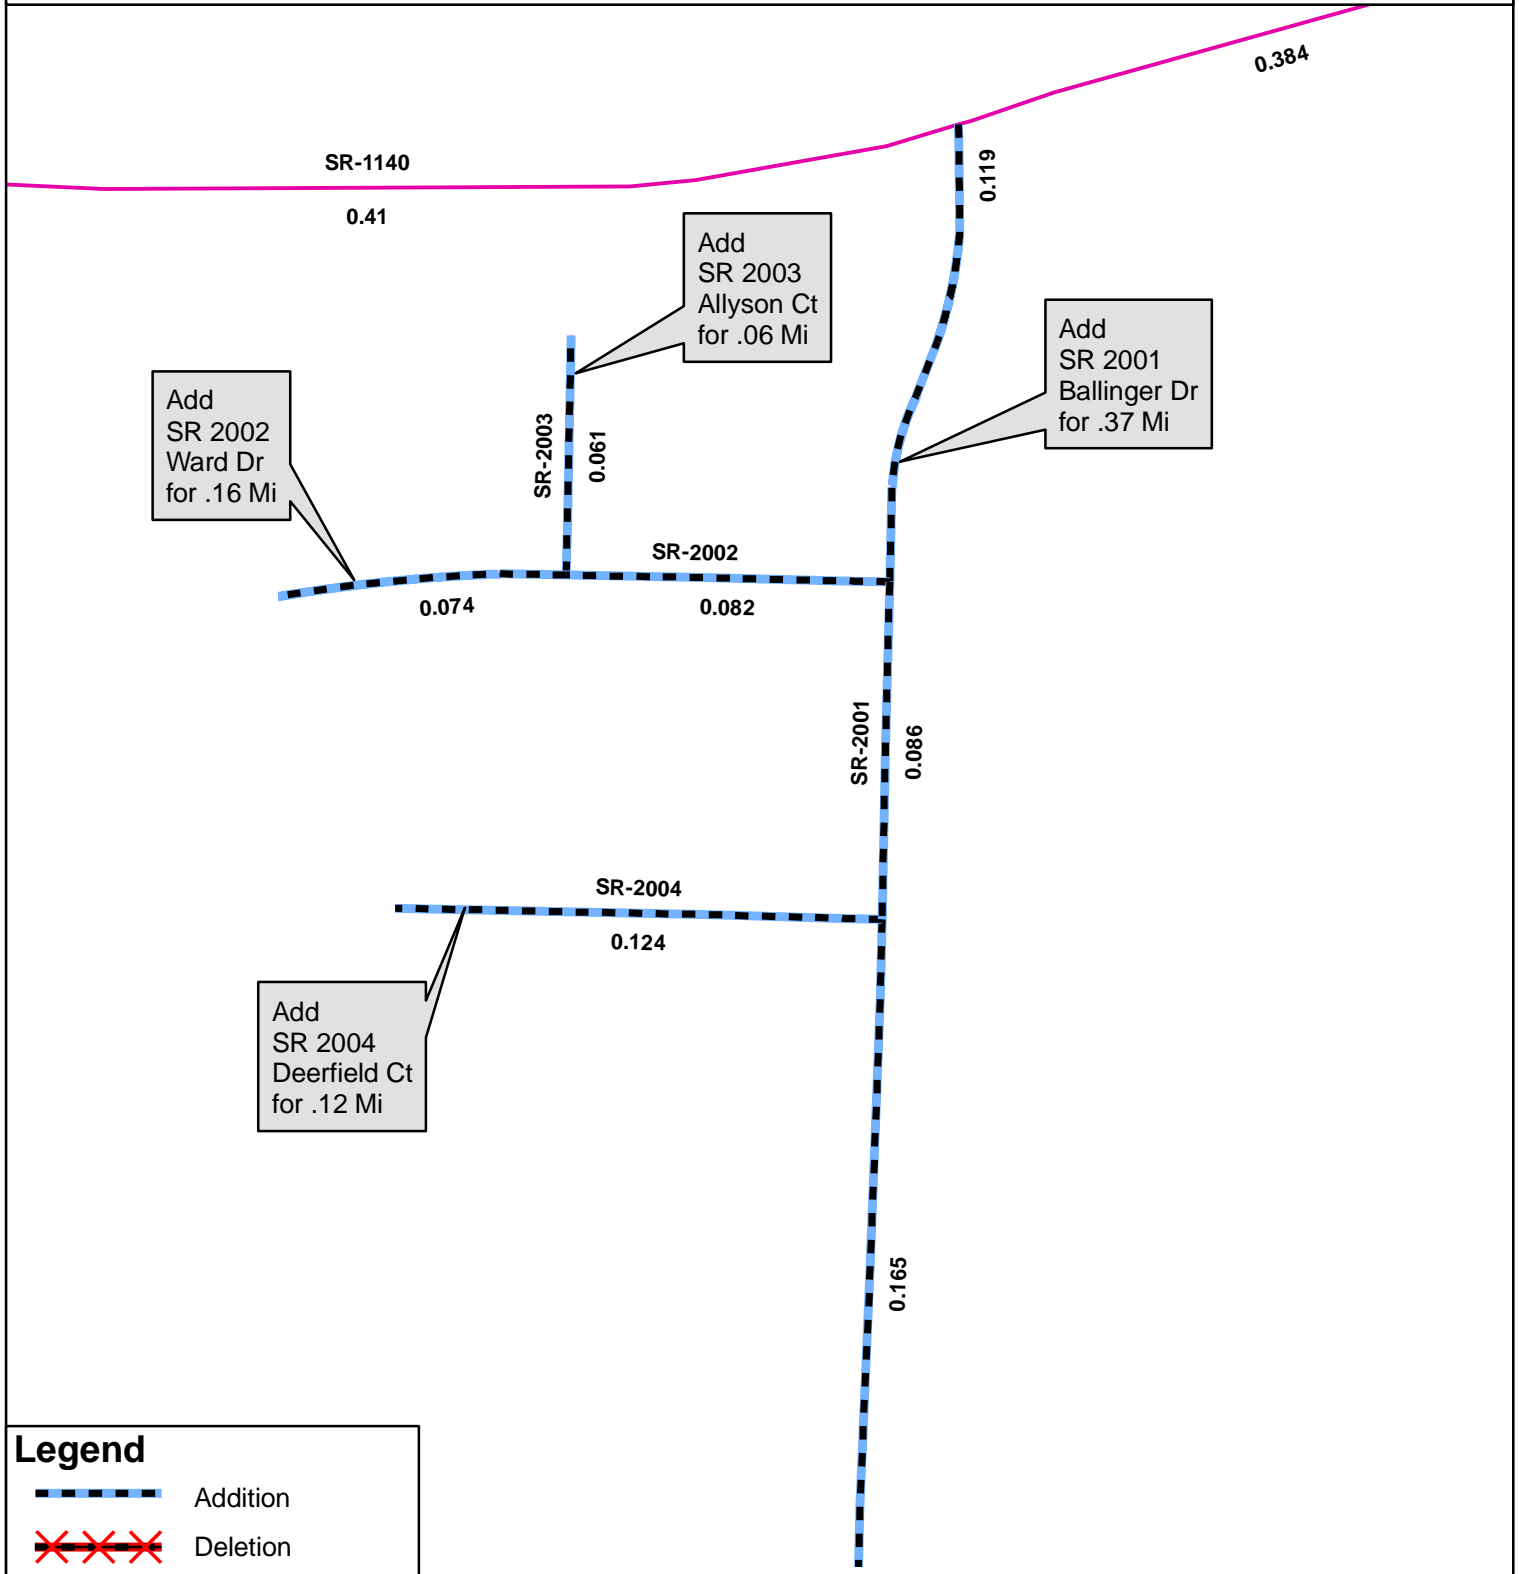 0.384
SR-1140
0.41
0.119
Add
SR 2003
Allyson Ct
for .06 Mi
Add
SR 2001
Ballinger Dr
for .37 Mi
Add
SR 2002
Ward Dr
for .16 Mi
SR-2003
0.061
SR-2002
0.074
0.082
SR-2001
0.086
SR-2004
0.124
Add
SR 2004
Deerfield Ct
for .12 Mi
0.165
Legend
Addition
Deletion